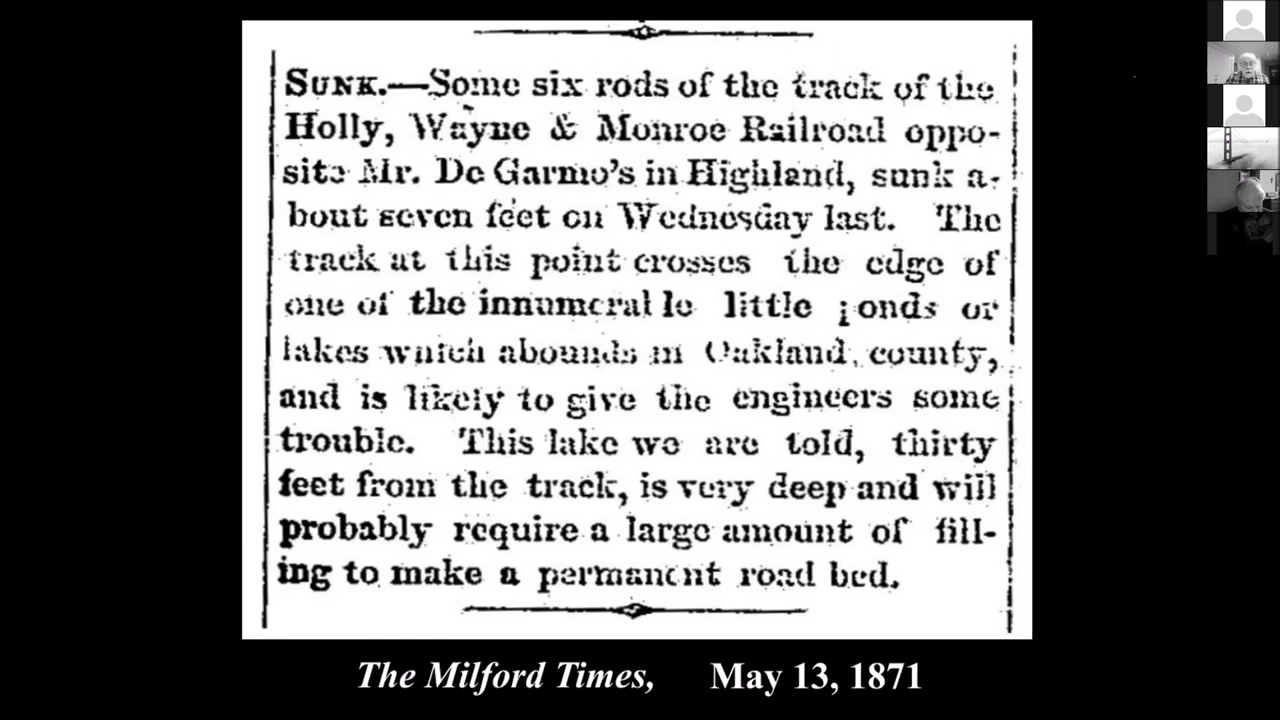 SUNK.—Some six rods of the track of the
Holly, Wayne & Monroe Railroad oppo-
site Mr. De Garmo's in Highland, sunk a-
bout seven feet on Wednesday last. The
track at this point crosses the edge of
one of the innumerable little ponds or
lakes which abounds in Oakland county,
and is likely to give the engineers some
trouble. This lake we are told, thirty
feet from the track, is very deep and will
probably require a large amount of fill-
ing to make a permanent road bed.
The Milford Times, May 13, 1871